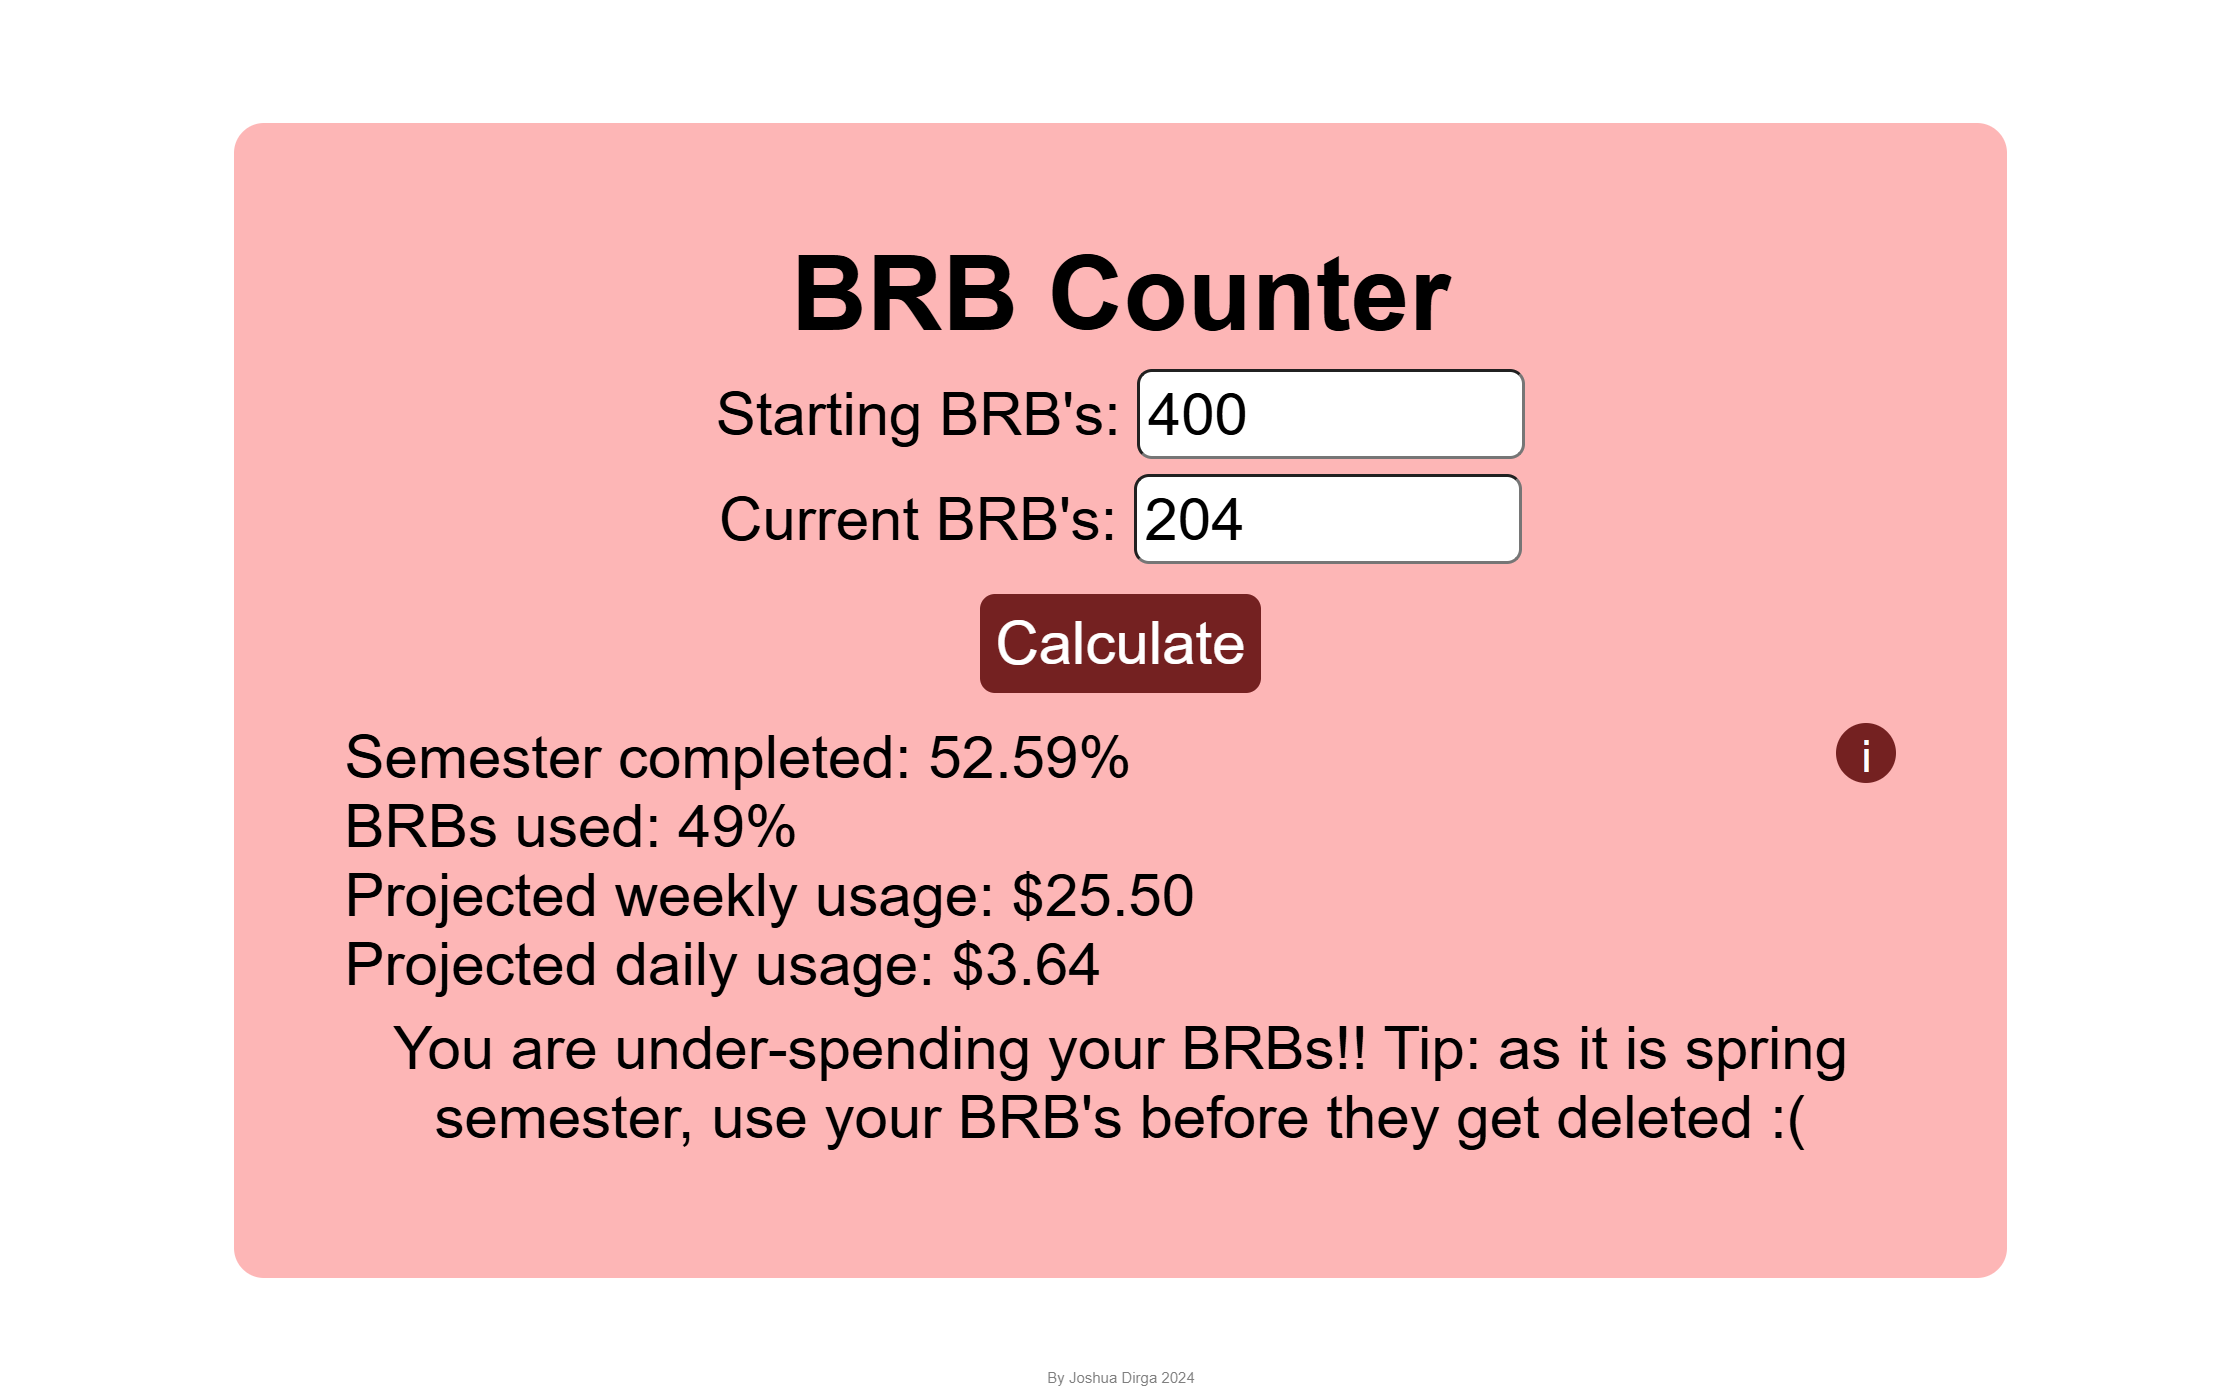 BRB Counter
Starting BRB's: 400
Current BRB's: 204
Calculate
Semester completed: 52.59%
i
BRBs used: 49%
Projected weekly usage: $25.50
Projected daily usage: $3.64
You are under-spending your BRBs!! Tip: as it is spring
semester, use your BRB's before they get deleted :(
By Joshua Dirga 2024